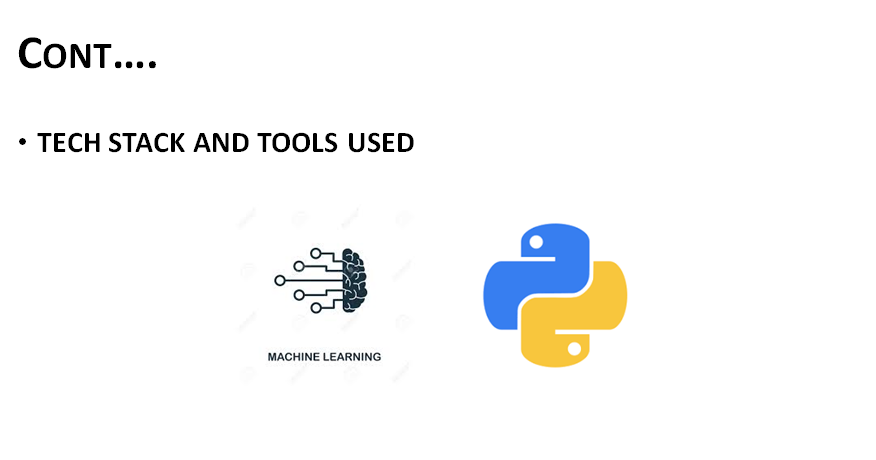 Cont....
• TECH STACK AND TOOLS USED
MACHINE LEARNING